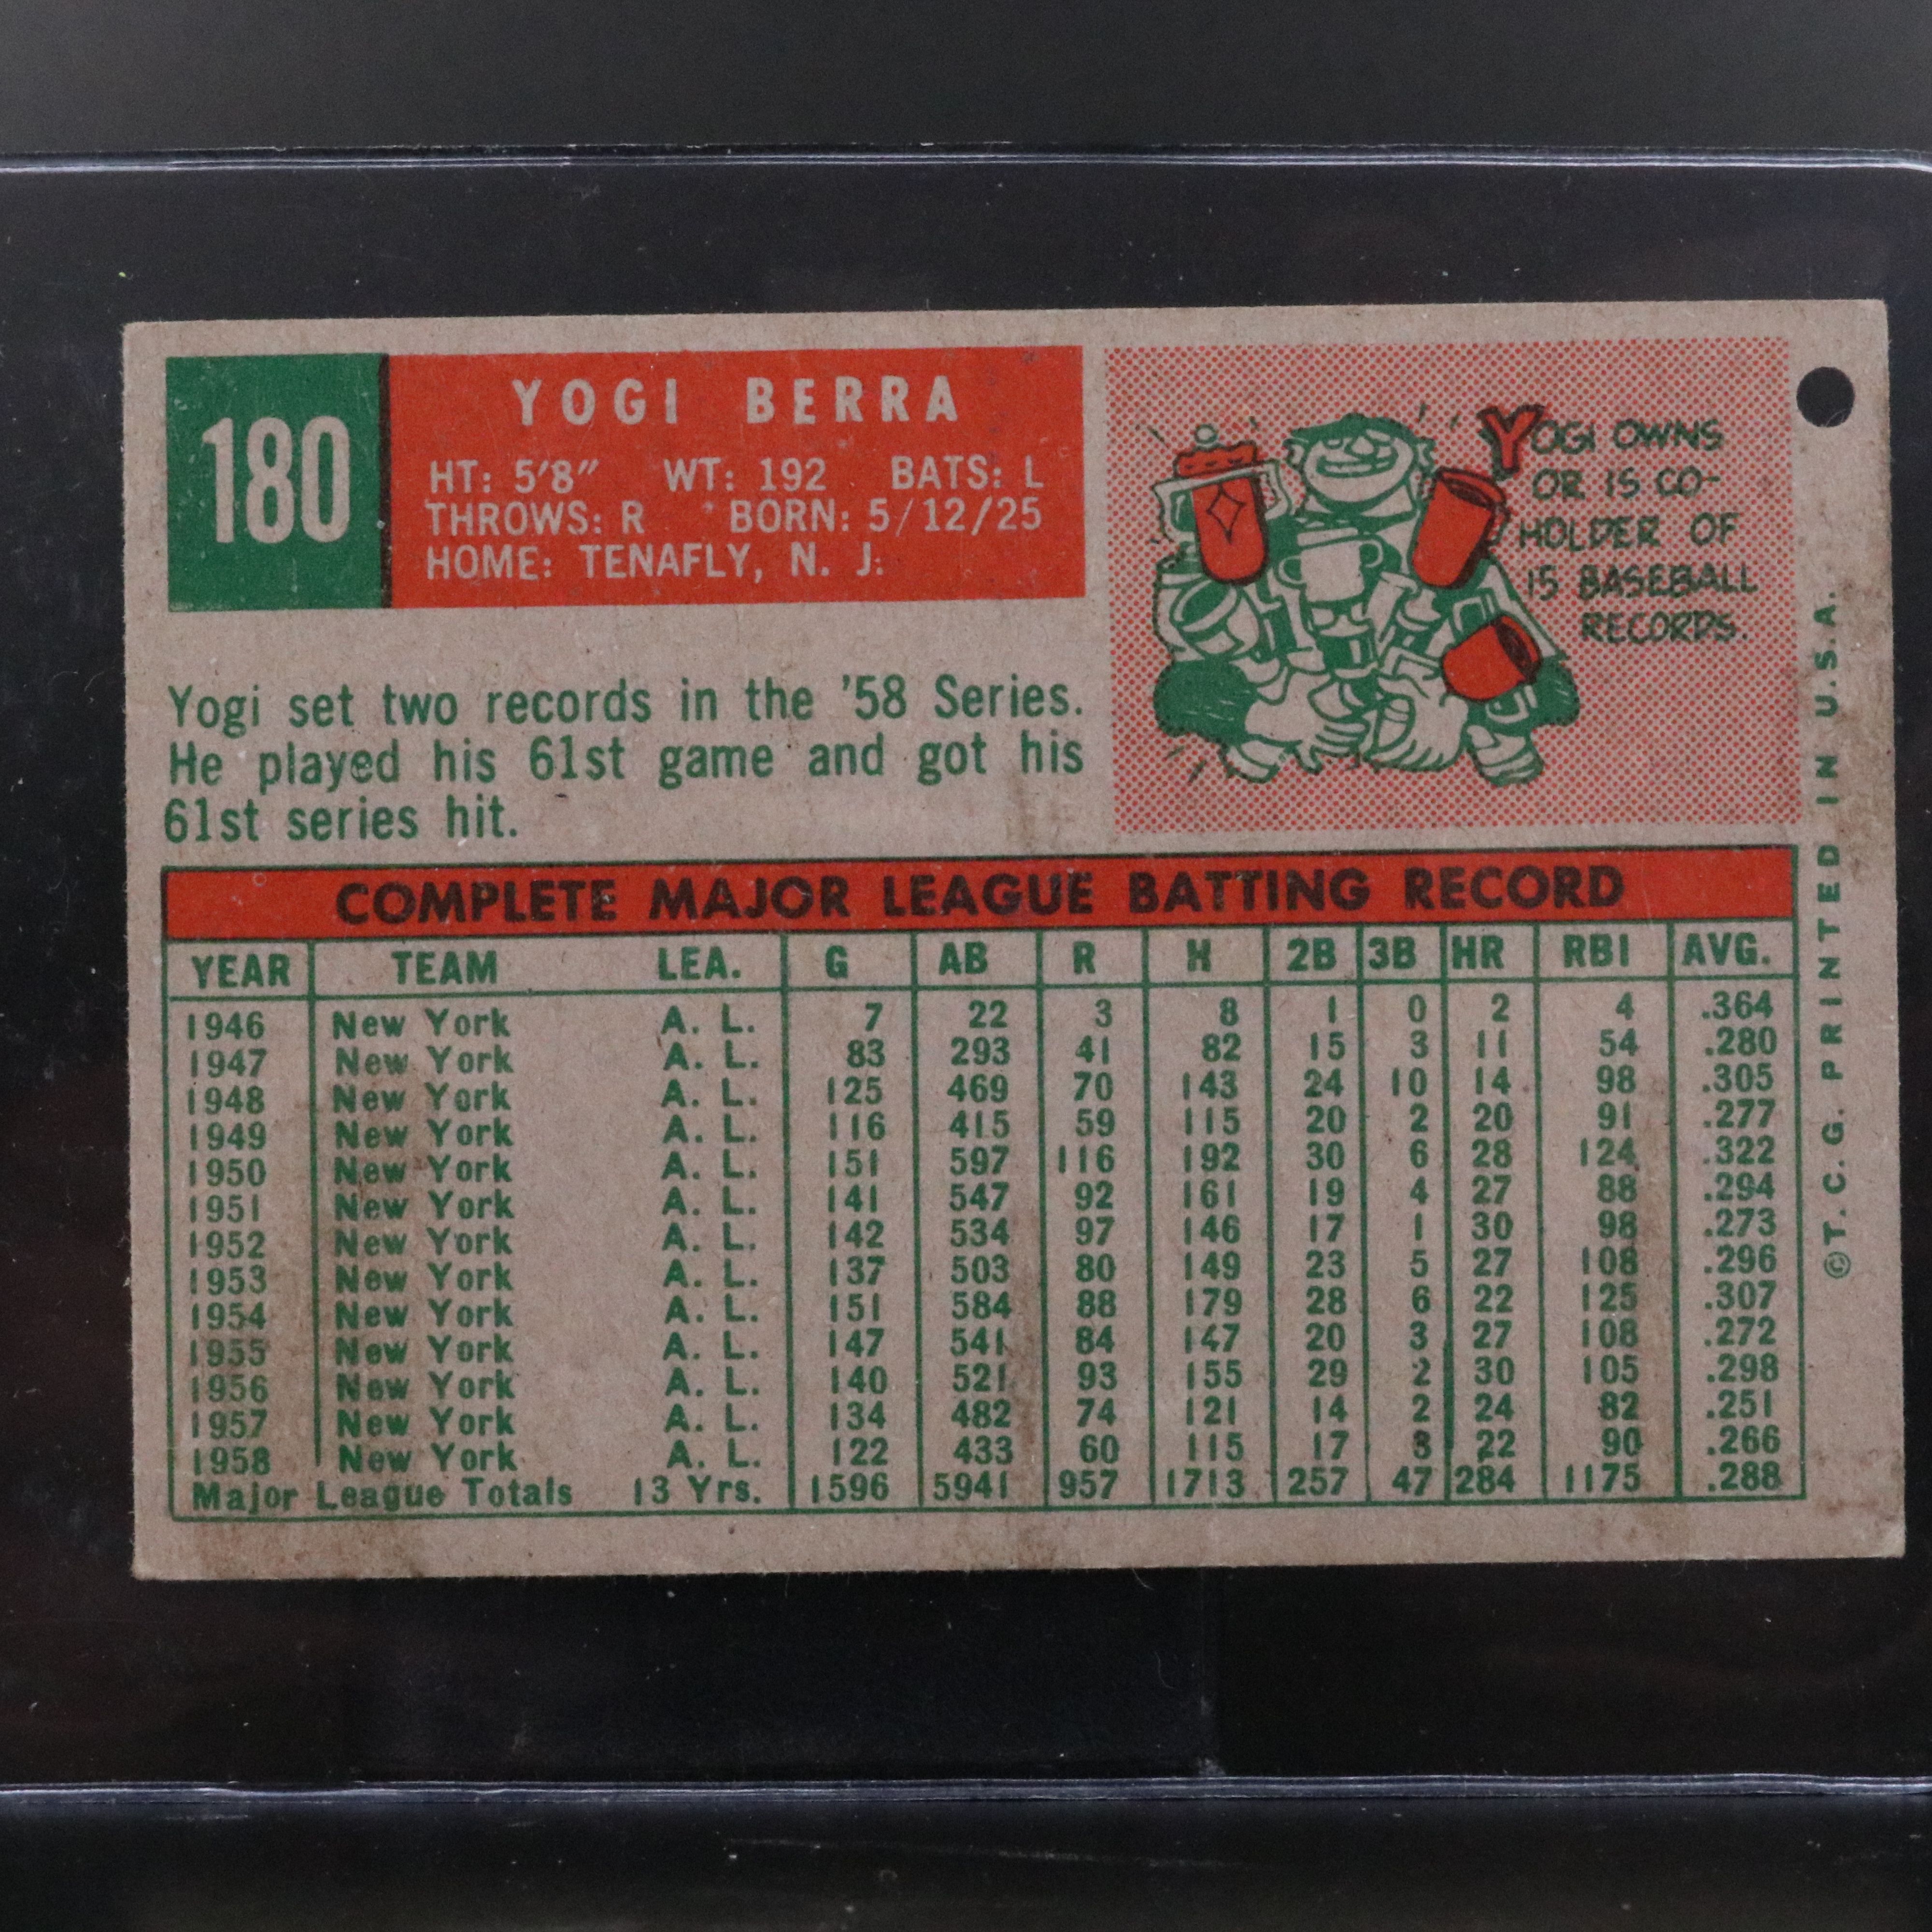 180
YOGI BERRA
HT: 5'8" WT: 192 BATS: L
THROWS: R BORN: 5/12/25
HOME: TENAFLY, N. J.
YOGI OWNS
OR IS CO-
HOLDER OF
15 BASEBALL
RECORDS.
Yogi set two records in the '58 Series.
He played his 61st game and got his
61st series hit.
COMPLETE MAJOR LEAGUE BATTING RECORD
YEAR TEAM LEA. G AB R H 2B 3B HR RBI AVG.
1946 New York A. L. 7 22 3 8 1 0 2 4 .364
1947 New York A. L. 83 293 41 82 15 3 11 54 .280
1948 New York A. L. 125 469 70 143 24 10 14 98 .305
1949 New York A. L. 116 415 59 115 20 2 20 91 .277
1950 New York A. L. 151 597 116 192 30 6 28 124 .322
1951 New York A. L. 141 547 92 161 19 4 27 88 .294
1952 New York A. L. 142 534 97 146 17 1 30 98 .273
1953 New York A. L. 137 503 80 149 23 5 27 108 .296
1954 New York A. L. 151 584 88 179 28 6 22 125 .307
1955 New York A. L. 147 541 84 147 20 3 27 108 .272
1956 New York A. L. 140 521 93 155 29 2 30 105 .298
1957 New York A. L. 134 482 74 121 14 2 24 82 .251
1958 New York A. L. 122 433 60 115 17 3 22 90 .266
Major League Totals 13 Yrs. 1596 5941 957 1713 257 47 284 1175 .288
©T. C. G. PRINTED IN U.S.A.